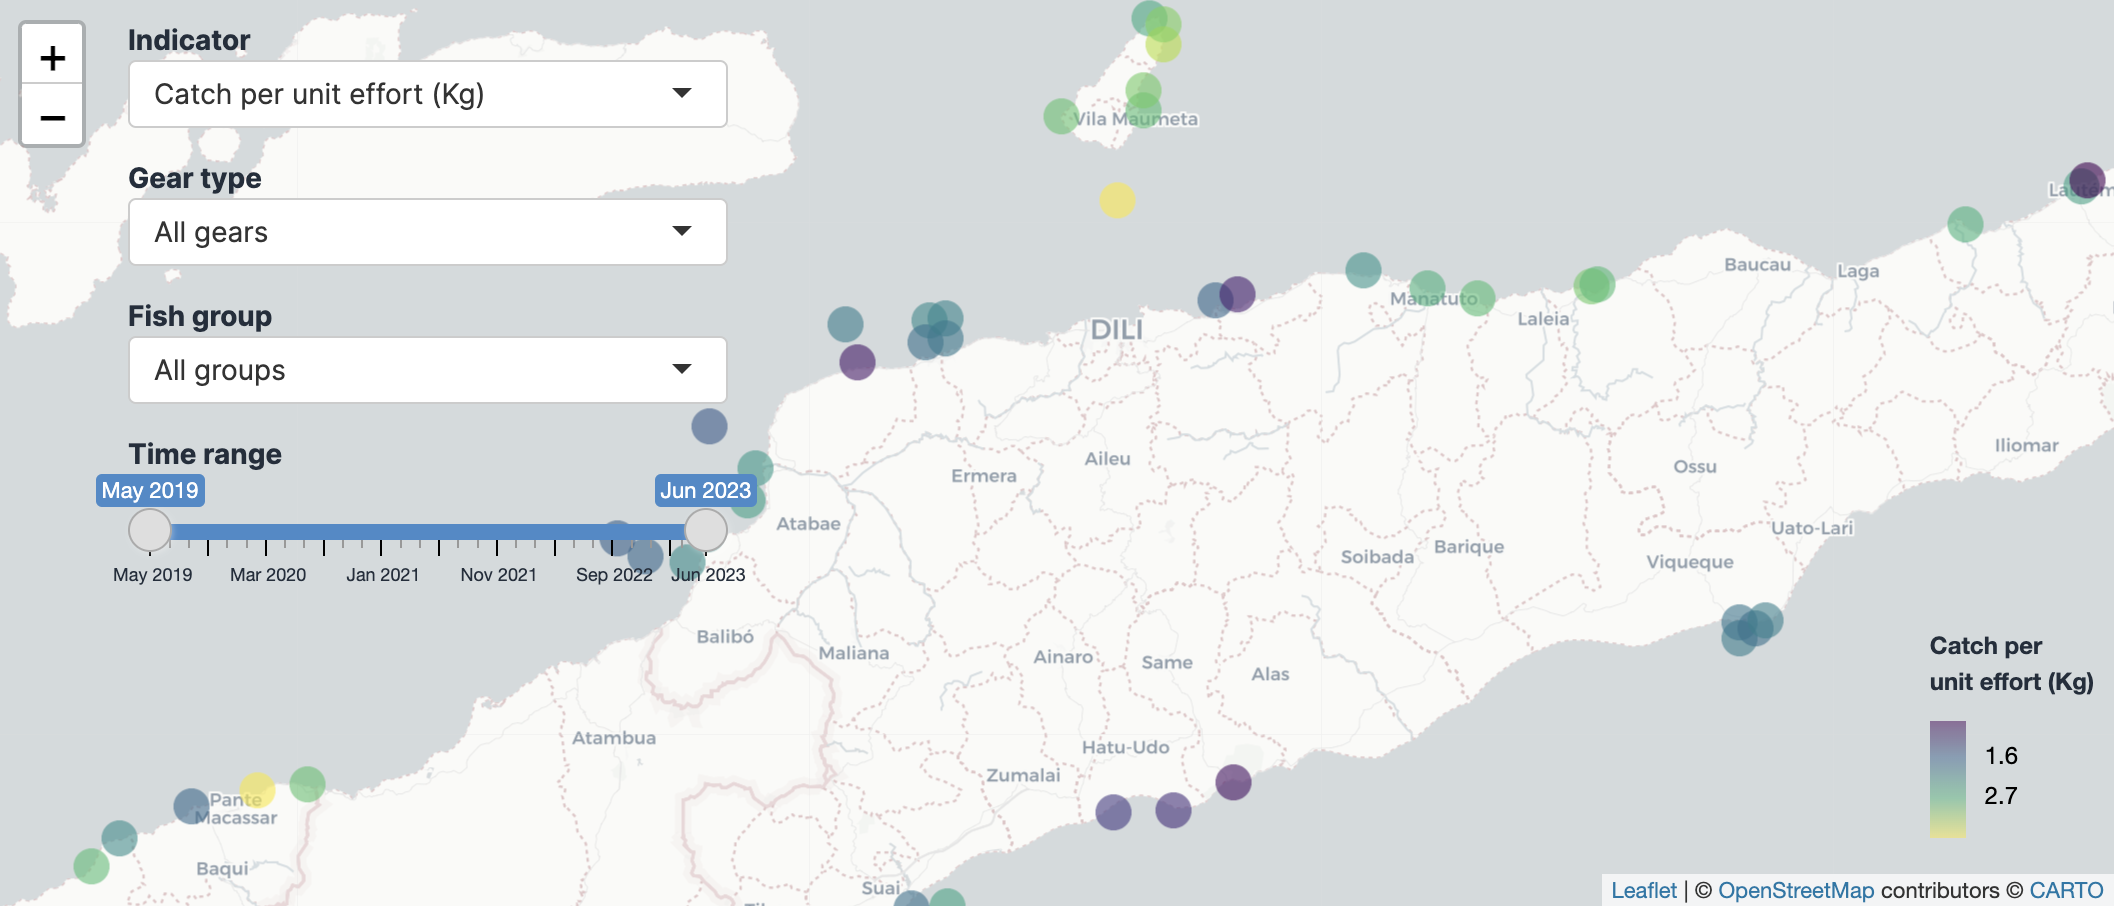 +
−
Indicator
Catch per unit effort (Kg)
Gear type
All gears
Fish group
All groups
Time range
May 2019
Jun 2023
May 2019
Mar 2020
Jan 2021
Nov 2021
Sep 2022
Jun 2023
Vila Maumeta
DILI
Manatuto
Laleia
Baucau
Laga
Iliomar
Ermera
Aileu
Ossu
Atabae
Soibada
Barique
Viqueque
Uato-Lari
Balibó
Maliana
Ainaro
Same
Alas
Atambua
Hatu-Udo
Zumalai
Pante
Macassar
Baqui
Suai
Catch per
unit effort (Kg)
1.6
2.7
Leaflet | © OpenStreetMap contributors © CARTO